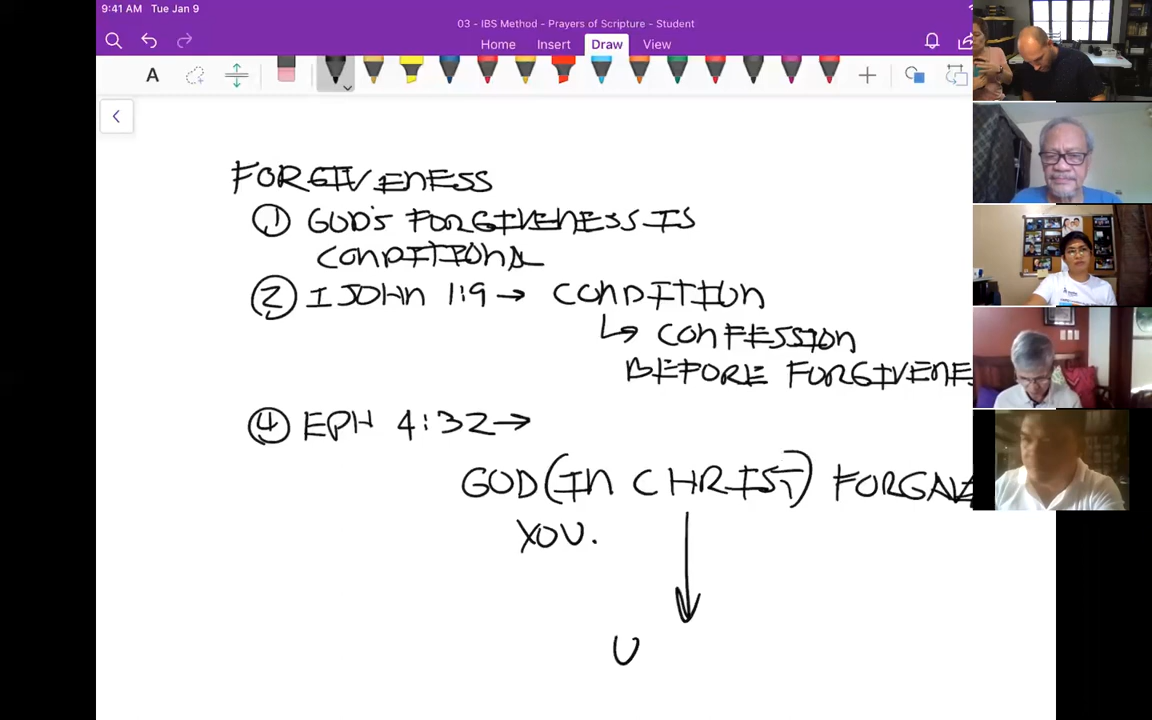 9:41 AM Tue Jan 9
03 - IBS Method - Prayers of Scripture - Student
Home Insert Draw View
A
FORGIVENESS
① GOD'S FORGIVENESS IS
CONDITIONA
② I JOHN 1:9 → CONDITION
↳ CONFESSION
BEFORE FORGIVENE
④ EPH 4:32 →
GOD (IN CHRIST) FORGAVE
YOU.
U